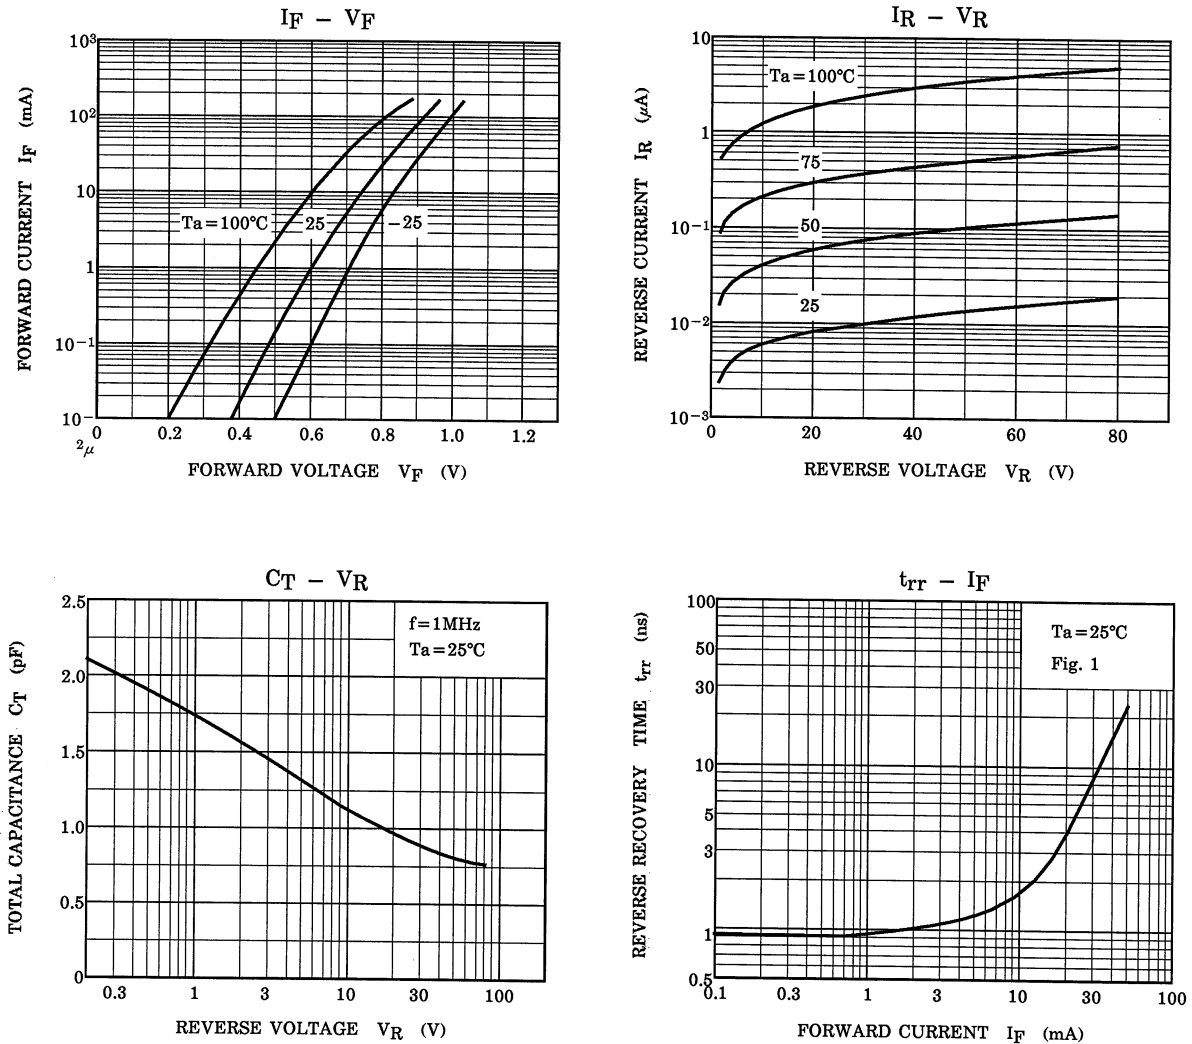 IF − VF
10³
10²
10
1
10⁻¹
10⁻
FORWARD CURRENT IF (mA)
Ta=100°C
25
−25
0
0.2
0.4
0.6
0.8
1.0
1.2
2μ
FORWARD VOLTAGE VF (V)
IR − VR
10
1
10⁻¹
10⁻²
10⁻³
REVERSE CURRENT IR (μA)
Ta=100°C
75
50
25
0
20
40
60
80
REVERSE VOLTAGE VR (V)
CT − VR
2.5
2.0
1.5
1.0
0.5
0
TOTAL CAPACITANCE CT (pF)
f=1MHz
Ta=25°C
0.3
1
3
10
30
100
REVERSE VOLTAGE VR (V)
trr − IF
100
50
30
10
5
3
1
0.5
REVERSE RECOVERY TIME trr (ns)
Ta=25°C
Fig. 1
0.1
0.3
1
3
10
30
100
FORWARD CURRENT IF (mA)